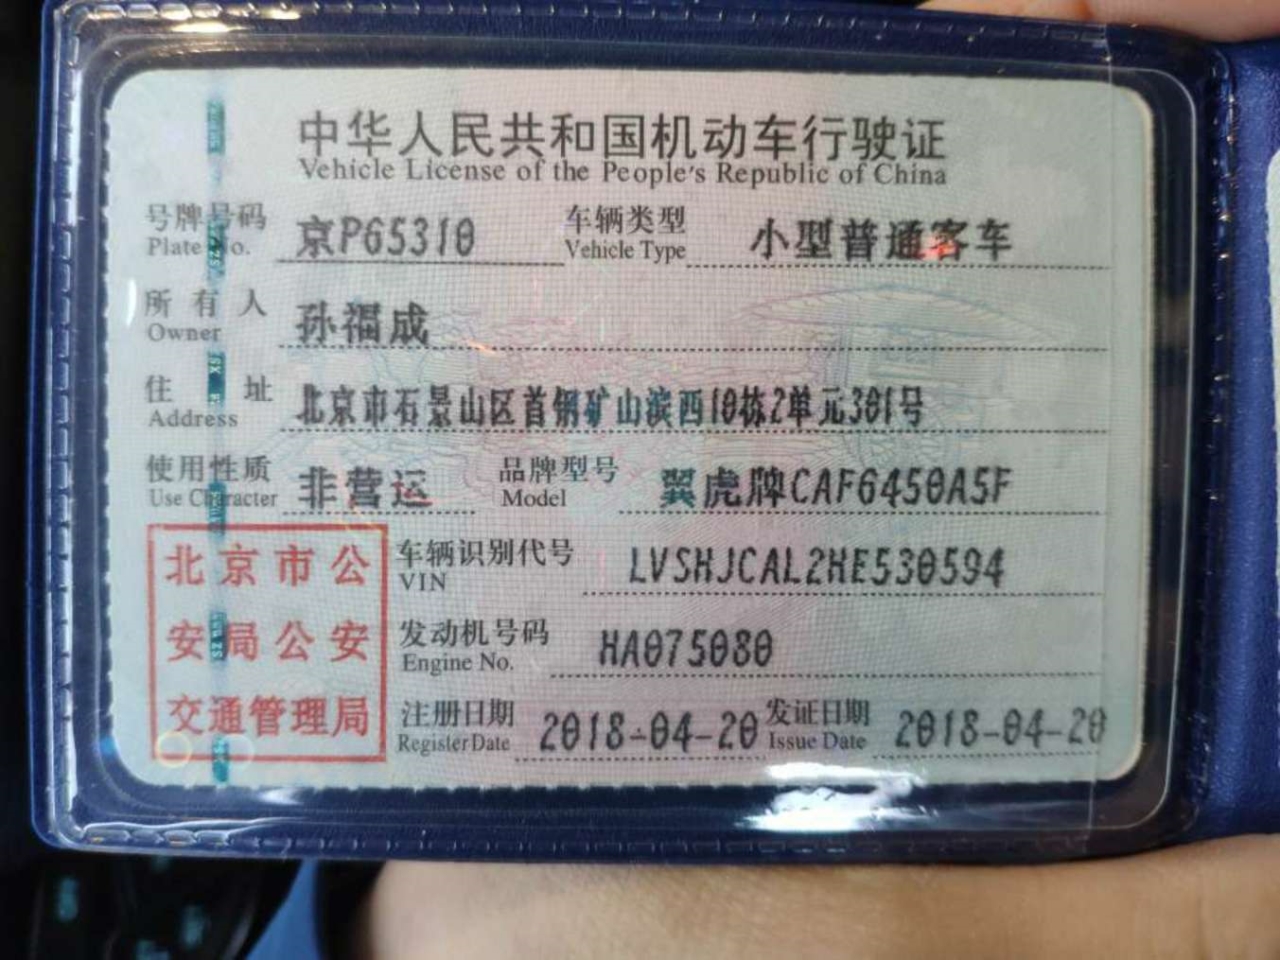 中华人民共和国机动车行驶证
Vehicle License of the People's Republic of China
号牌号码 京P65310 车辆类型 小型普通客车
Plate No. Vehicle Type
所有人 孙福成
Owner
住址 北京市石景山区首钢矿山滨西10栋2单元301号
Address
使用性质 非营运 品牌型号 翼虎牌CAF6450A5F
Use Character Model
北京市公
安局公安
交通管理局
车辆识别代号 LVSHJCAL2HE530594
VIN
发动机号码 HA075080
Engine No.
注册日期 2018-04-20 发证日期 2018-04-20
Register Date Issue Date